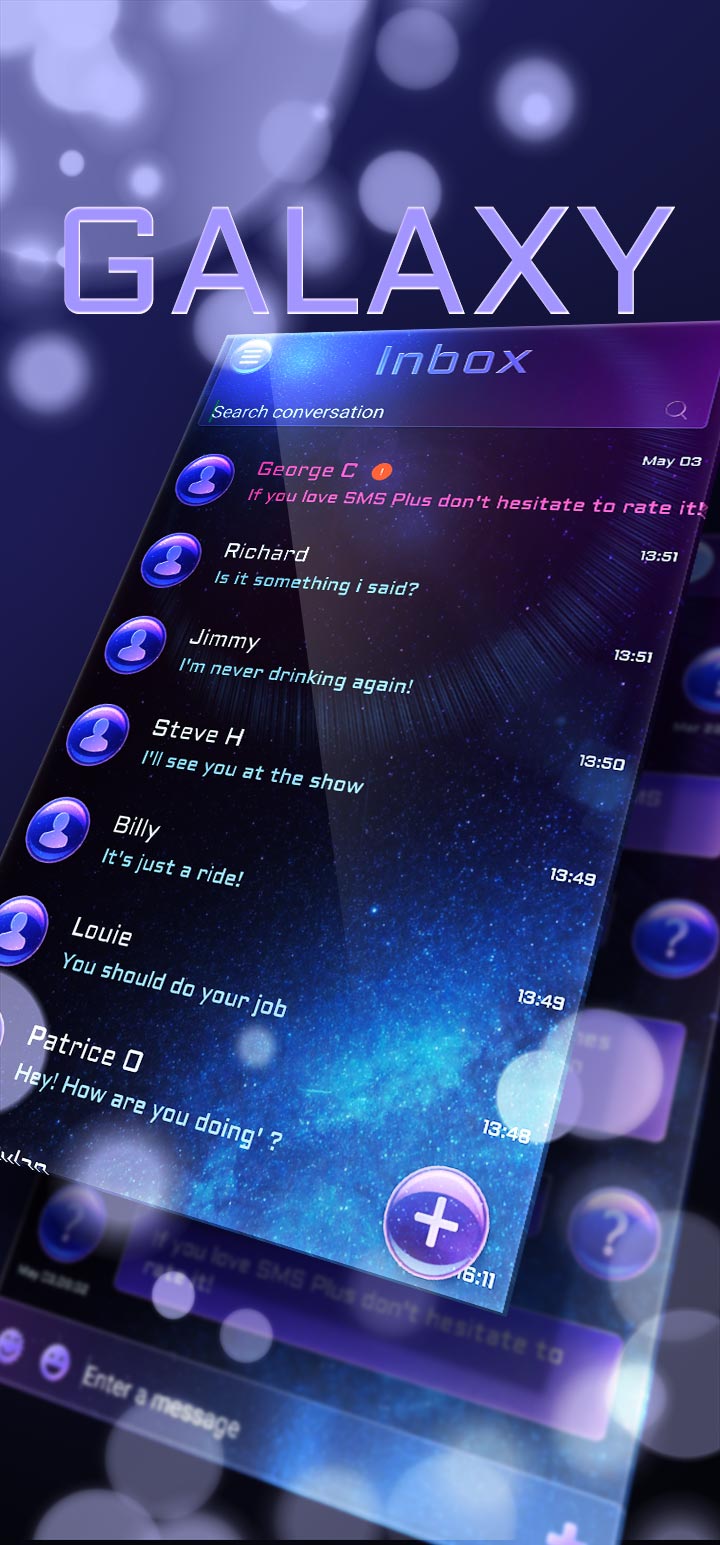 GALAXY
Inbox
Search conversation
George C
May 03
If you love SMS Plus don't hesitate to rate it!
Richard
13:51
Is it something i said?
Jimmy
13:51
I'm never drinking again!
Steve H
13:50
I'll see you at the show
Billy
13:49
It's just a ride!
Louie
13:49
You should do your job
Patrice O
13:48
Hey! How are you doing' ?
16:11
If you love SMS Plus don't hesitate to
rate it!
Enter a message